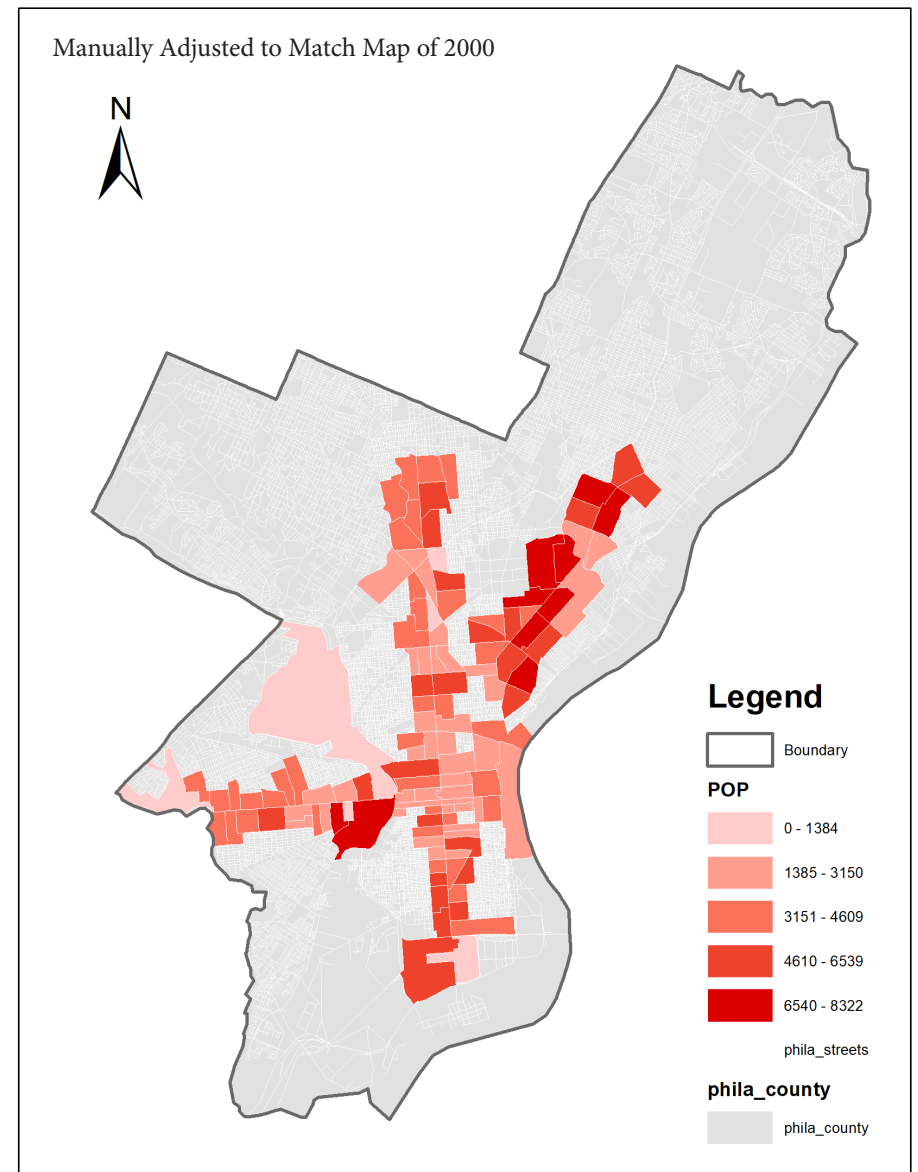 Manually Adjusted to Match Map of 2000
N
Legend
Boundary
POP
0 - 1384
1385 - 3150
3151 - 4609
4610 - 6539
6540 - 8322
phila_streets
phila_county
phila_county